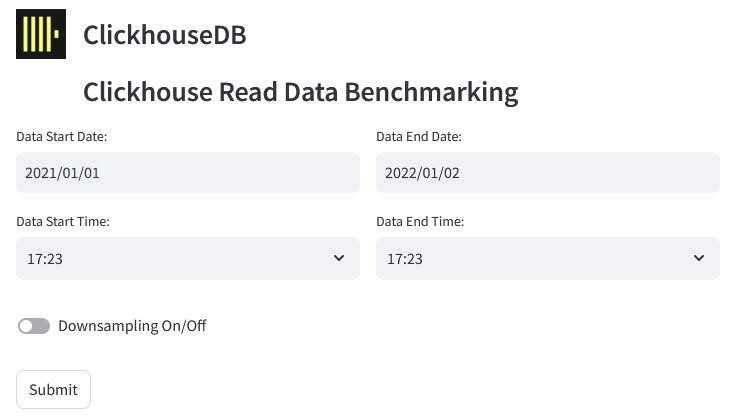 ClickhouseDB
Clickhouse Read Data Benchmarking
Data Start Date: Data End Date:
2021/01/01 2022/01/02
Data Start Time: Data End Time:
17:23 17:23
Downsampling On/Off
Submit